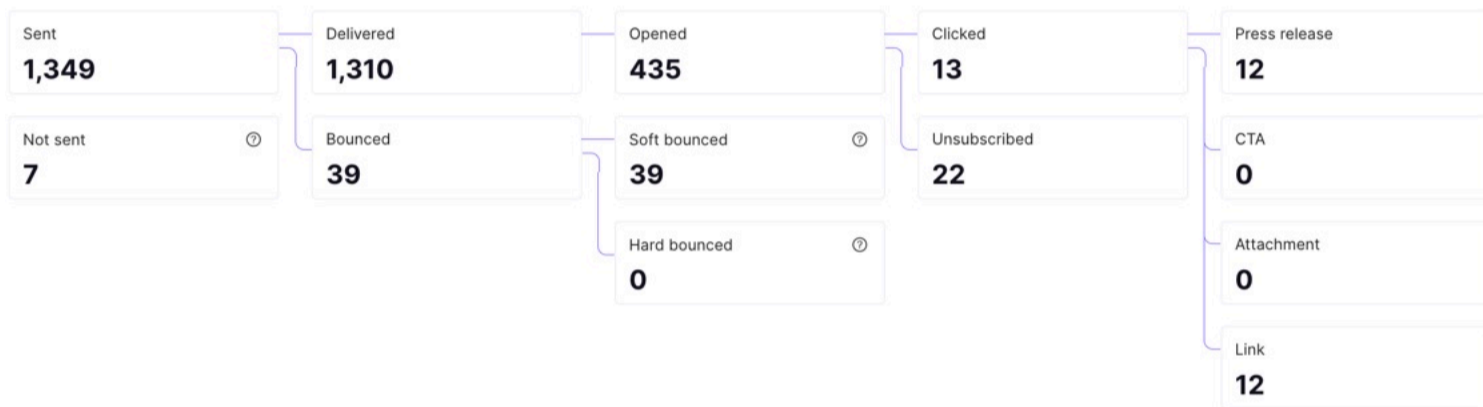 Sent
1,349
Delivered
1,310
Opened
435
Clicked
13
Press release
12
Not sent
7
Bounced
39
Soft bounced
39
Unsubscribed
22
CTA
0
Hard bounced
0
Attachment
0
Link
12